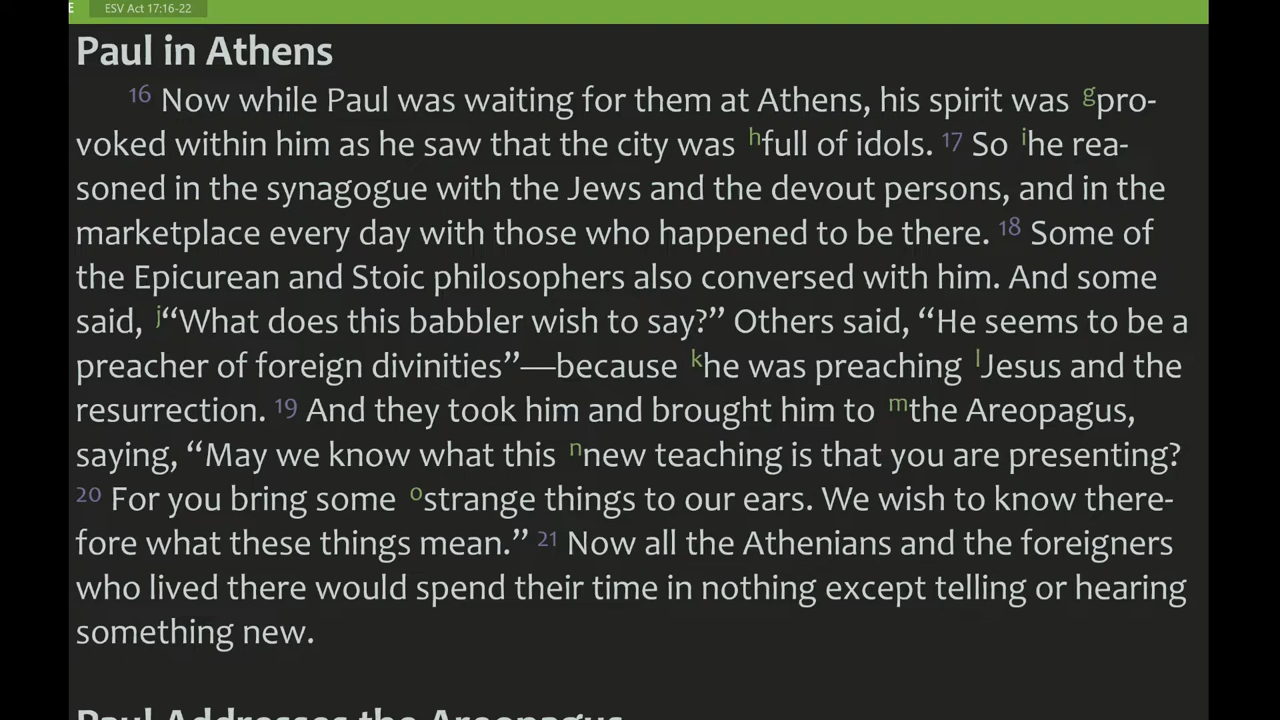 E ESV Act 17:16-22
Paul in Athens
16 Now while Paul was waiting for them at Athens, his spirit was gpro-
voked within him as he saw that the city was hfull of idols. 17 So ihe rea-
soned in the synagogue with the Jews and the devout persons, and in the
marketplace every day with those who happened to be there. 18 Some of
the Epicurean and Stoic philosophers also conversed with him. And some
said, j“What does this babbler wish to say?” Others said, “He seems to be a
preacher of foreign divinities”—because khe was preaching lJesus and the
resurrection. 19 And they took him and brought him to mthe Areopagus,
saying, “May we know what this nnew teaching is that you are presenting?
20 For you bring some ostrange things to our ears. We wish to know there-
fore what these things mean.” 21 Now all the Athenians and the foreigners
who lived there would spend their time in nothing except telling or hearing
something new.
Paul Addresses the Areopagus